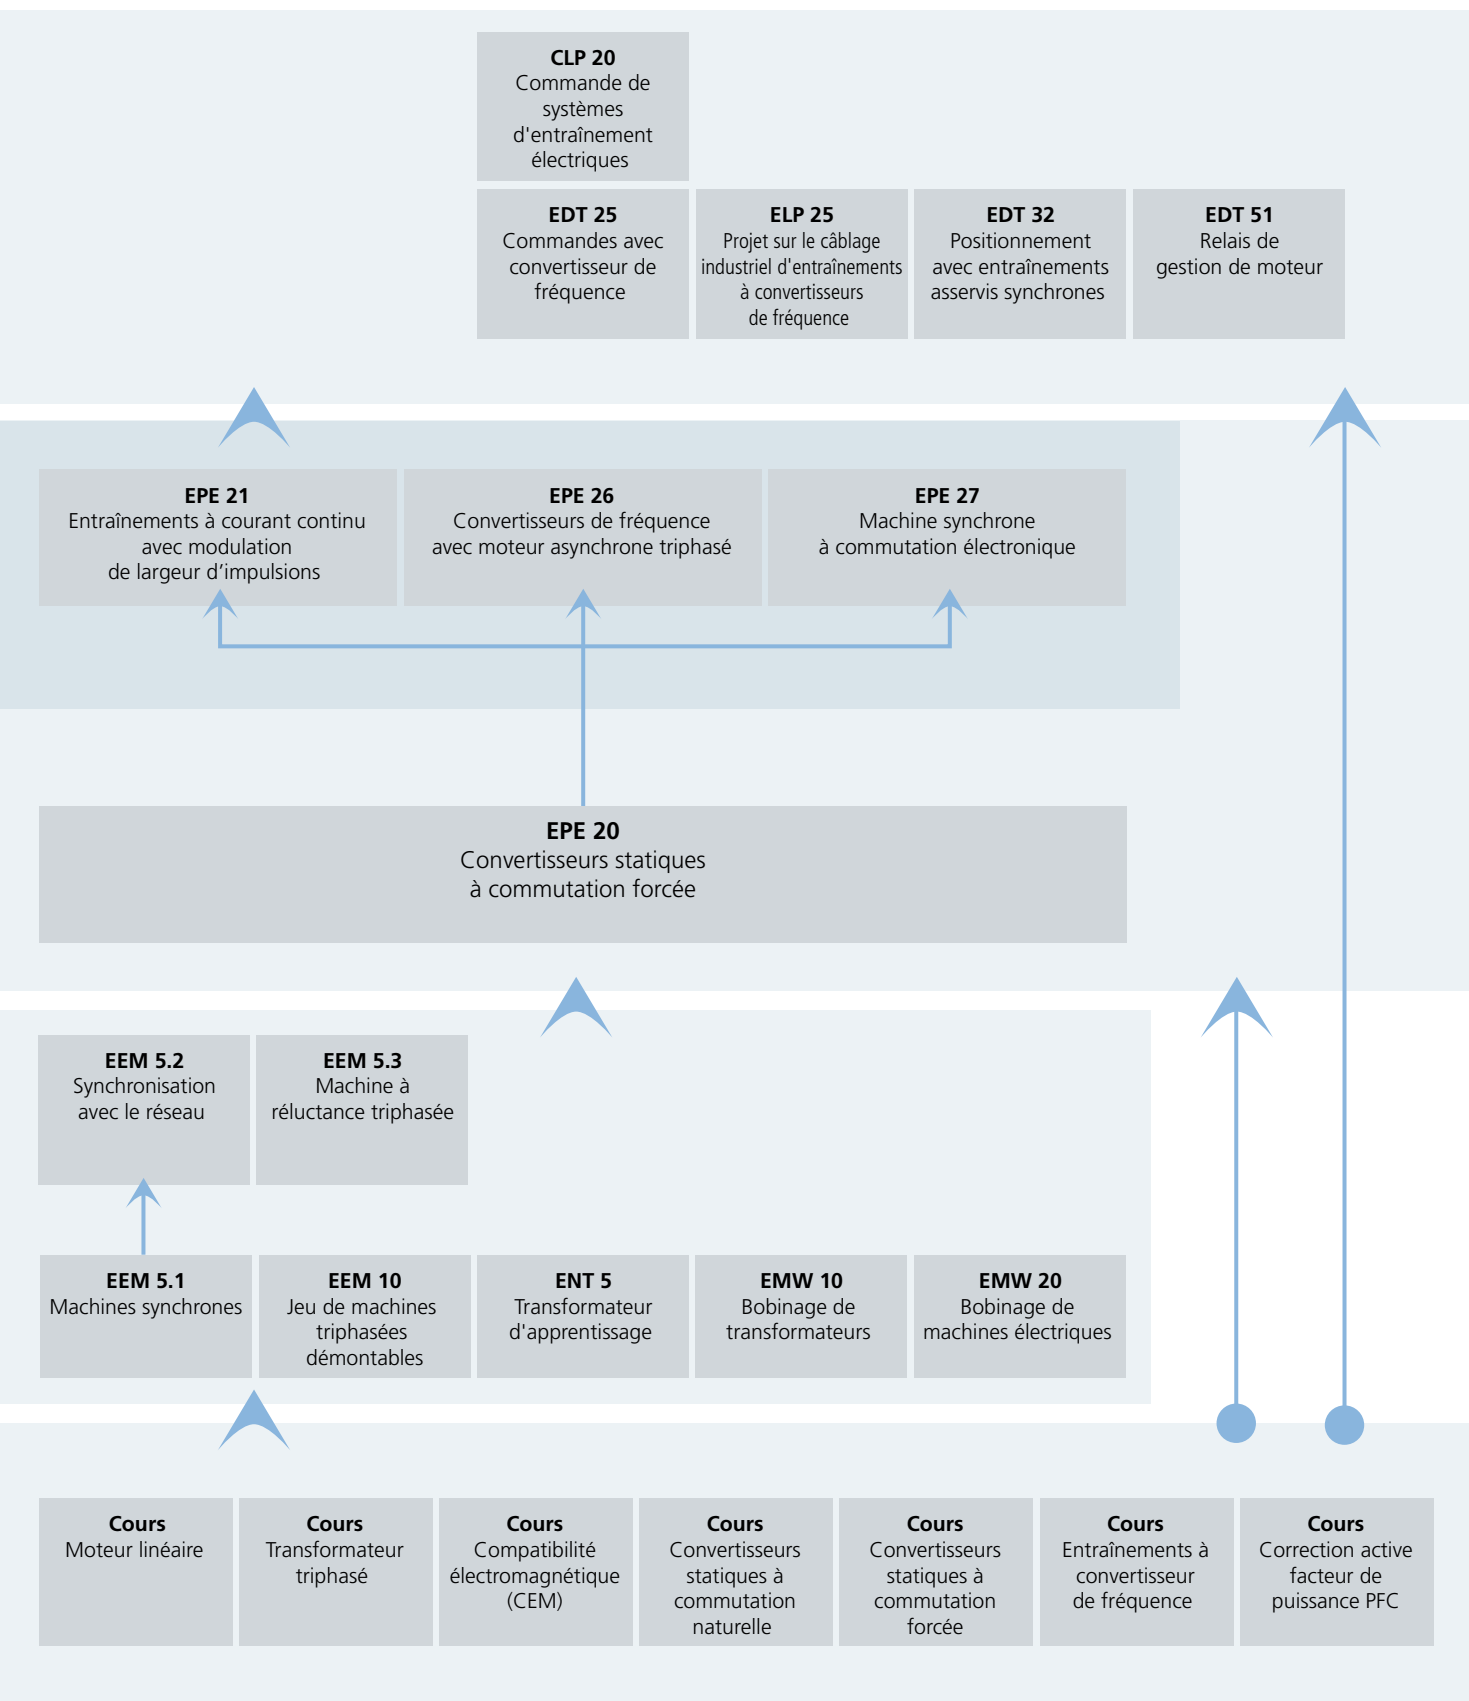 CLP 20
Commande de
systèmes
d'entraînement
électriques
EDT 25
Commandes avec
convertisseur de
fréquence
ELP 25
Projet sur le câblage
industriel d'entraînements
à convertisseurs
de fréquence
EDT 32
Positionnement
avec entraînements
asservis synchrones
EDT 51
Relais de
gestion de moteur
EPE 21
Entraînements à courant continu
avec modulation
de largeur d’impulsions
EPE 26
Convertisseurs de fréquence
avec moteur asynchrone triphasé
EPE 27
Machine synchrone
à commutation électronique
EPE 20
Convertisseurs statiques
à commutation forcée
EEM 5.2
Synchronisation
avec le réseau
EEM 5.3
Machine à
réluctance triphasée
EEM 5.1
Machines synchrones
EEM 10
Jeu de machines
triphasées
démontables
ENT 5
Transformateur
d'apprentissage
EMW 10
Bobinage de
transformateurs
EMW 20
Bobinage de
machines électriques
Cours
Moteur linéaire
Cours
Transformateur
triphasé
Cours
Compatibilité
électromagnétique
(CEM)
Cours
Convertisseurs
statiques à
commutation
naturelle
Cours
Convertisseurs
statiques à
commutation
forcée
Cours
Entraînements à
convertisseur
de fréquence
Cours
Correction active
facteur de
puissance PFC